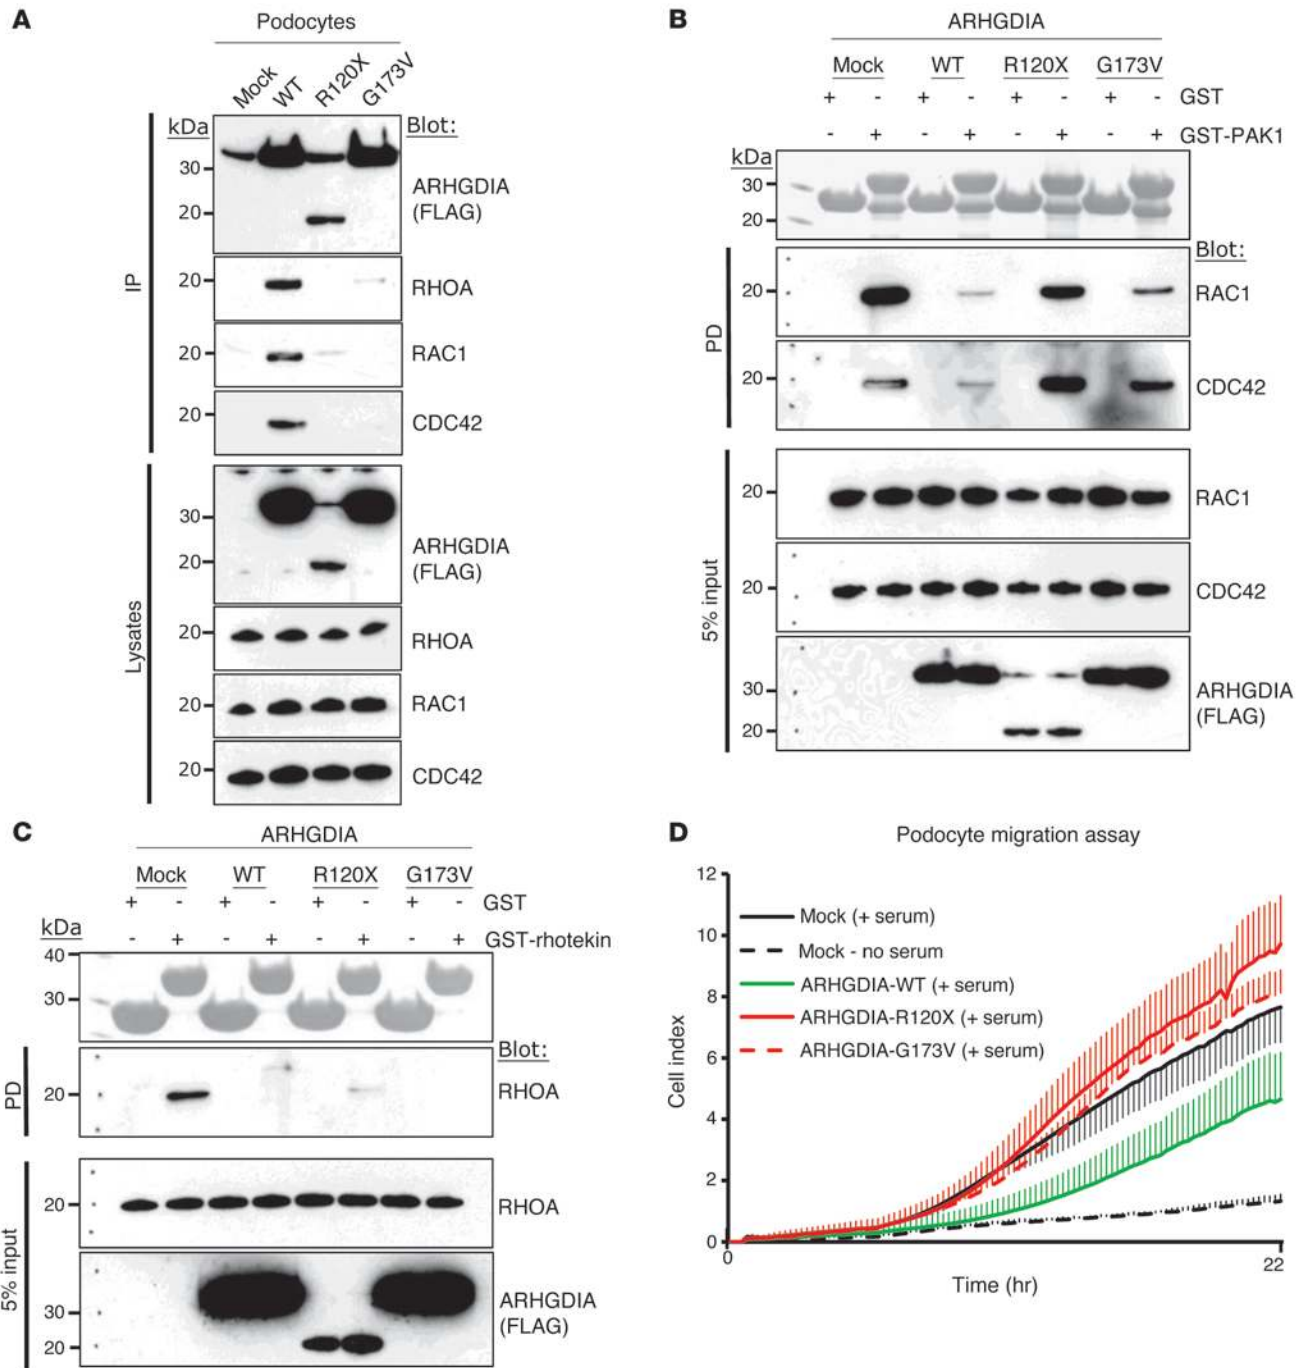 A
Podocytes
Mock WT R120X G173V
kDa
Blot:
30
20
ARHGDIA
(FLAG)
IP
20
RHOA
20
RAC1
20
CDC42
Lysates
30
20
ARHGDIA
(FLAG)
20
RHOA
20
RAC1
20
CDC42
B
ARHGDIA
Mock WT R120X G173V
+ - + - + - + - GST
- + - + - + - + GST-PAK1
kDa
30
20
Blot:
PD
20
RAC1
20
CDC42
5% input
20
RAC1
20
CDC42
30
20
ARHGDIA
(FLAG)
C
ARHGDIA
Mock WT R120X G173V
+ - + - + - + - GST
- + - + - + - + GST-rhotekin
kDa
40
30
Blot:
PD
20
RHOA
5% input
20
RHOA
30
20
ARHGDIA
(FLAG)
D
Podocyte migration assay
12
10
8
6
4
2
0
Cell index
Mock (+ serum)
Mock - no serum
ARHGDIA-WT (+ serum)
ARHGDIA-R120X (+ serum)
ARHGDIA-G173V (+ serum)
0
22
Time (hr)